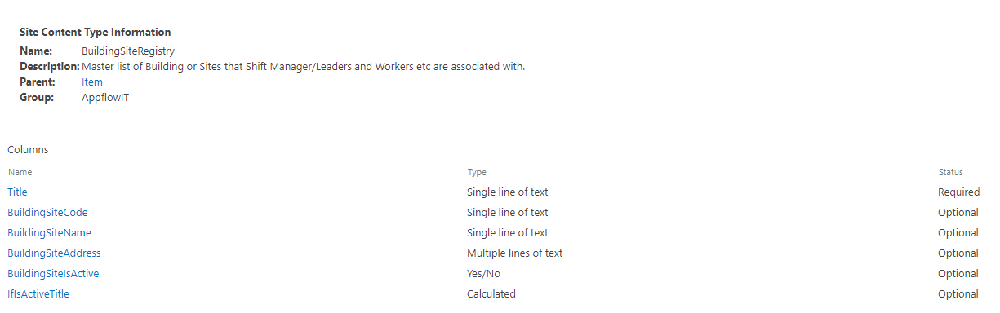 Site Content Type Information
Name: BuildingSiteRegistry
Description: Master list of Building or Sites that Shift Manager/Leaders and Workers etc are associated with.
Parent: Item
Group: AppflowIT
Columns
Name Type Status
Title Single line of text Required
BuildingSiteCode Single line of text Optional
BuildingSiteName Single line of text Optional
BuildingSiteAddress Multiple lines of text Optional
BuildingSiteIsActive Yes/No Optional
IfIsActiveTitle Calculated Optional